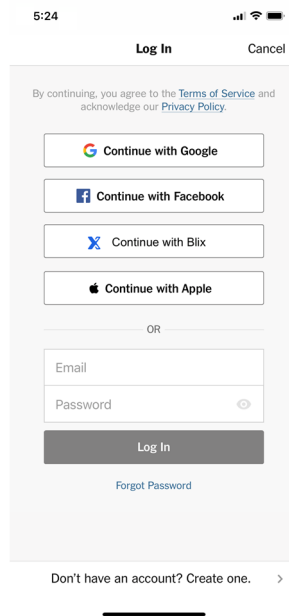 5:24
Log In
Cancel
By continuing, you agree to the Terms of Service and
acknowledge our Privacy Policy.
Continue with Google
Continue with Facebook
Continue with Blix
Continue with Apple
OR
Email
Password
Log In
Forgot Password
Don't have an account? Create one.